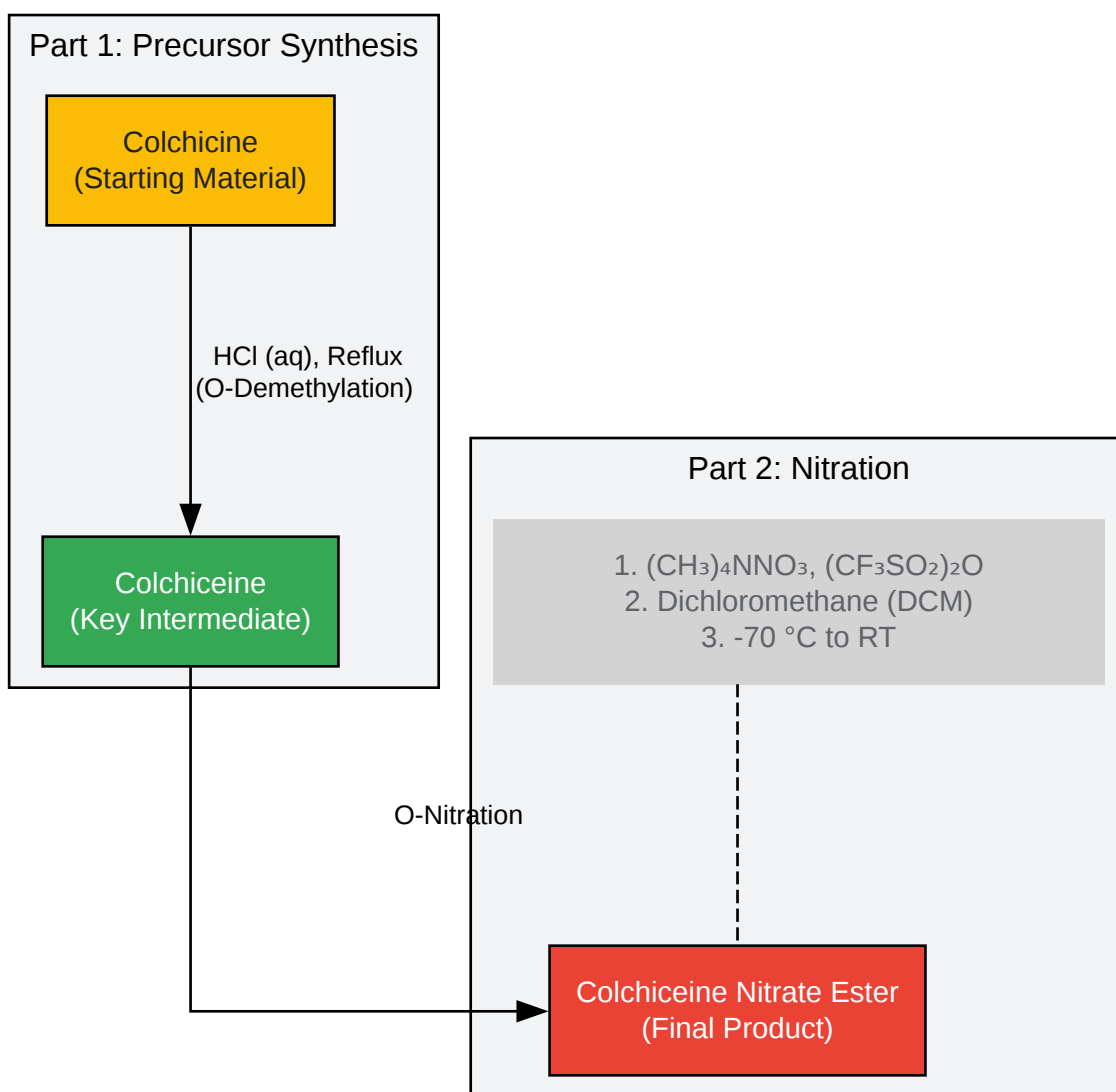 Part 1: Precursor Synthesis
Colchicine
(Starting Material)
HCl (aq), Reflux
(O-Demethylation)
Colchiceine
(Key Intermediate)
Part 2: Nitration
1. (CH₃)₄NNO₃, (CF₃SO₂)₂O
2. Dichloromethane (DCM)
3. -70 °C to RT
O-Nitration
Colchiceine Nitrate Ester
(Final Product)